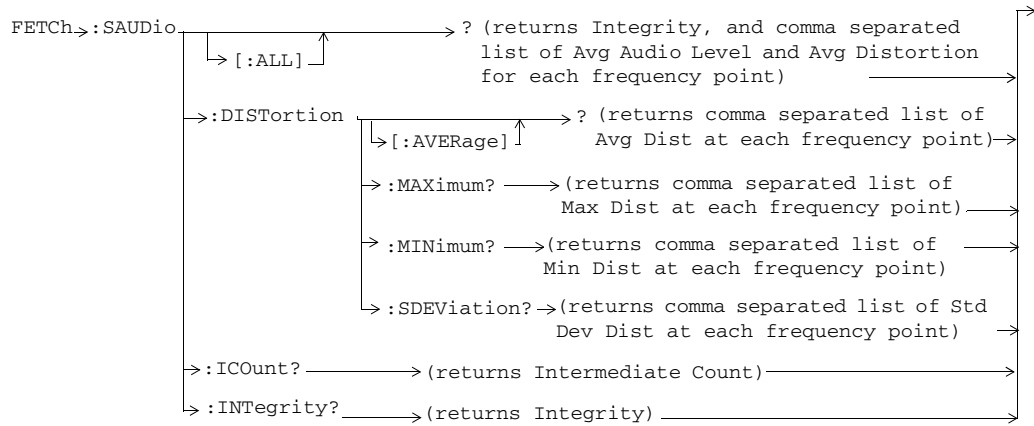 FETCh :SAUDio ? (returns Integrity, and comma separated
[:ALL] list of Avg Audio Level and Avg Distortion
for each frequency point)
:DISTortion ? (returns comma separated list of
[:AVERage] Avg Dist at each frequency point)
:MAXimum? (returns comma separated list of
Max Dist at each frequency point)
:MINimum? (returns comma separated list of
Min Dist at each frequency point)
:SDEViation? (returns comma separated list of Std
Dev Dist at each frequency point)
:ICOunt? (returns Intermediate Count)
:INTegrity? (returns Integrity)